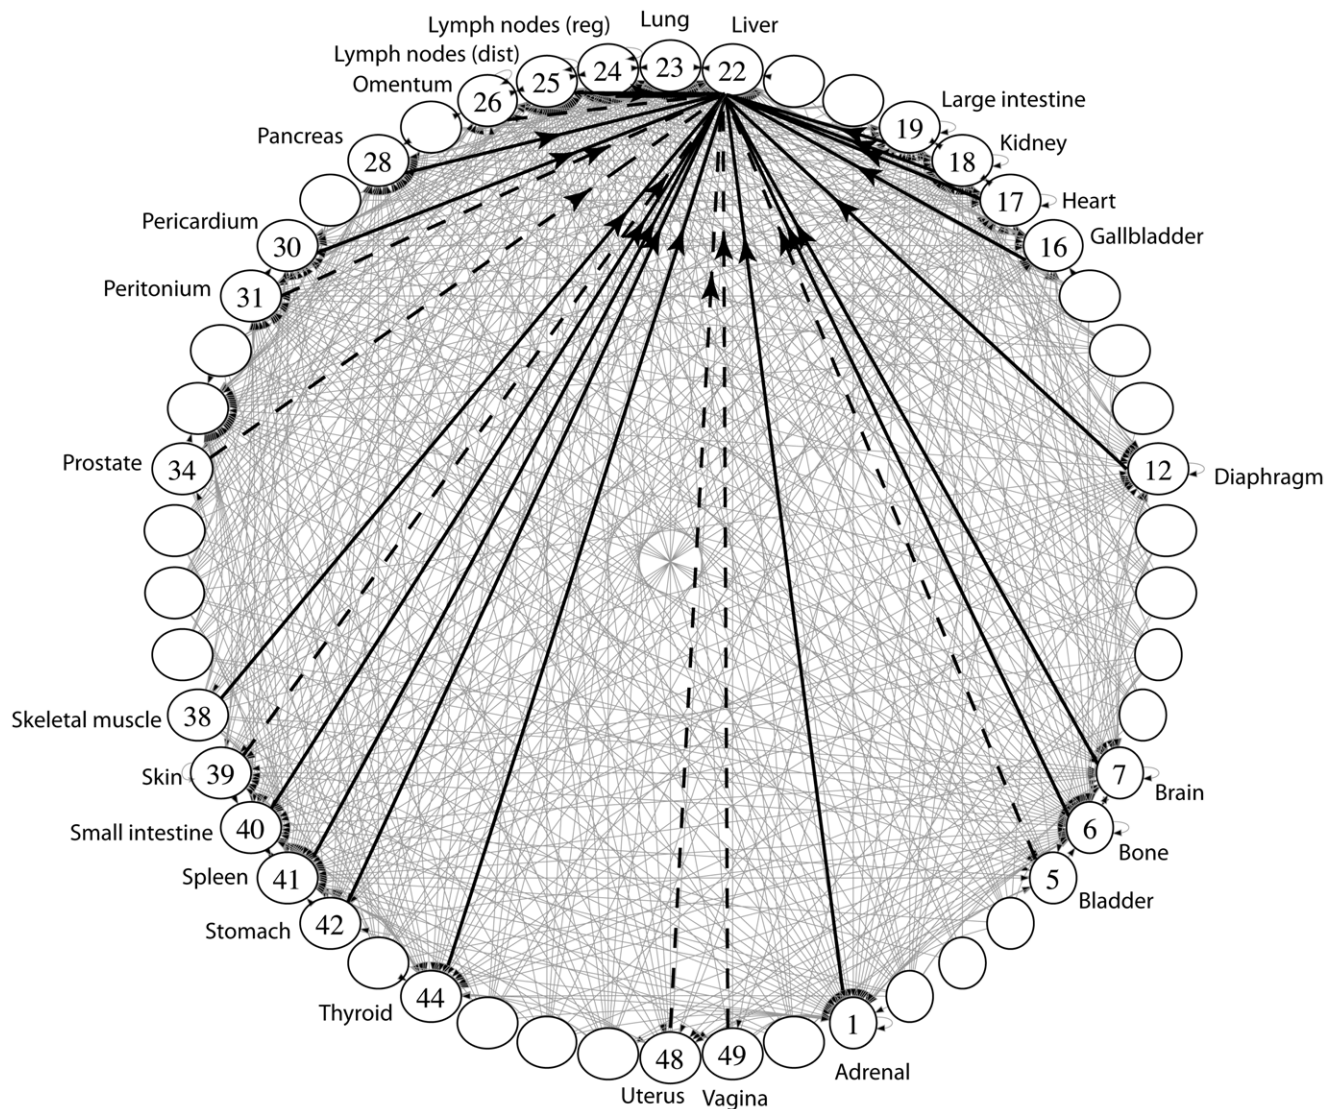 Lung
Liver
Lymph nodes (reg)
Lymph nodes (dist)
Omentum
Pancreas
Pericardium
Peritonium
Prostate
Skeletal muscle
Skin
Small intestine
Spleen
Stomach
Thyroid
Uterus
Vagina
Adrenal
Bladder
Bone
Brain
Diaphragm
Gallbladder
Heart
Kidney
Large intestine
22
23
24
25
26
28
30
31
34
38
39
40
41
42
44
48
49
1
5
6
7
12
16
17
18
19